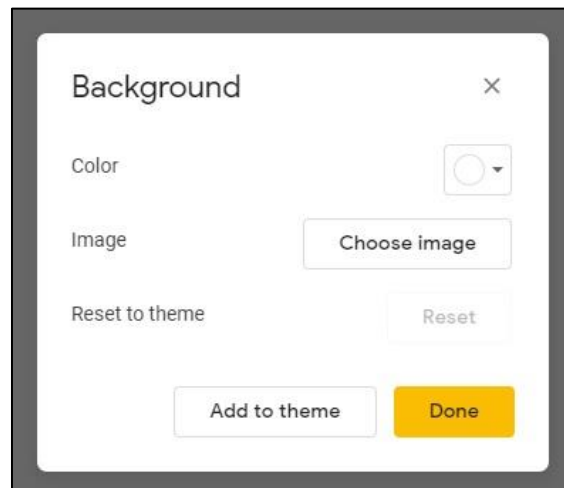 Background
Color
Image Choose image
Reset to theme Reset
Add to theme Done